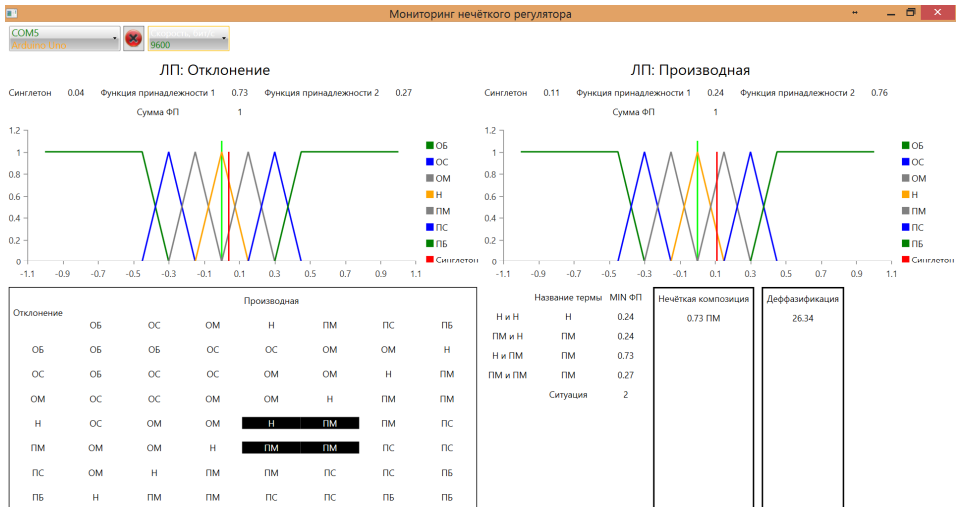 Мониторинг нечёткого регулятора
COM5
Arduino Uno
Скорость, бит/с
9600
ЛП: Отклонение
Синглетон 0.04 Функция принадлежности 1 0.73 Функция принадлежности 2 0.27
Сумма ФП 1
1.2
1
0.8
0.6
0.4
0.2
0
-1.1 -0.9 -0.7 -0.5 -0.3 -0.1 0.1 0.3 0.5 0.7 0.9 1.1
ОБ
ОС
ОМ
Н
ПМ
ПС
ПБ
Синглетон
ЛП: Производная
Синглетон 0.11 Функция принадлежности 1 0.24 Функция принадлежности 2 0.76
Сумма ФП 1
1.2
1
0.8
0.6
0.4
0.2
0
-1.1 -0.9 -0.7 -0.5 -0.3 -0.1 0.1 0.3 0.5 0.7 0.9 1.1
ОБ
ОС
ОМ
Н
ПМ
ПС
ПБ
Синглетон
Производная
Отклонение
ОБ ОС ОМ Н ПМ ПС ПБ
ОБ ОБ ОБ ОС ОС ОМ ОМ Н
ОС ОБ ОС ОС ОМ ОМ Н ПМ
ОМ ОС ОС ОМ ОМ Н ПМ ПМ
Н ОС ОМ ОМ Н ПМ ПМ ПС
ПМ ОМ ОМ Н ПМ ПМ ПС ПС
ПС ОМ Н ПМ ПМ ПС ПС ПБ
ПБ Н ПМ ПМ ПС ПС ПБ ПБ
Название термы MIN ФП
Н и Н Н 0.24
ПМ и Н ПМ 0.24
Н и ПМ ПМ 0.73
ПМ и ПМ ПМ 0.27
Ситуация 2
Нечёткая композиция
0.73 ПМ
Деффазификация
26.34